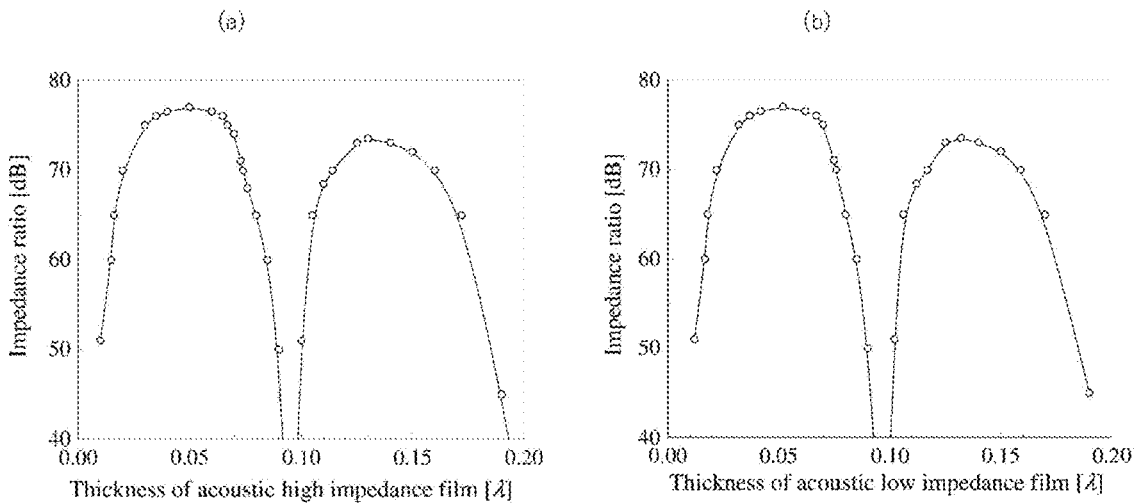 (a)
(b)
80
70
60
50
40
Impedance ratio [dB]
0.00 0.05 0.10 0.15 0.20
Thickness of acoustic high impedance film [λ]
80
70
60
50
40
Impedance ratio [dB]
0.00 0.05 0.10 0.15 0.20
Thickness of acoustic low impedance film [λ]